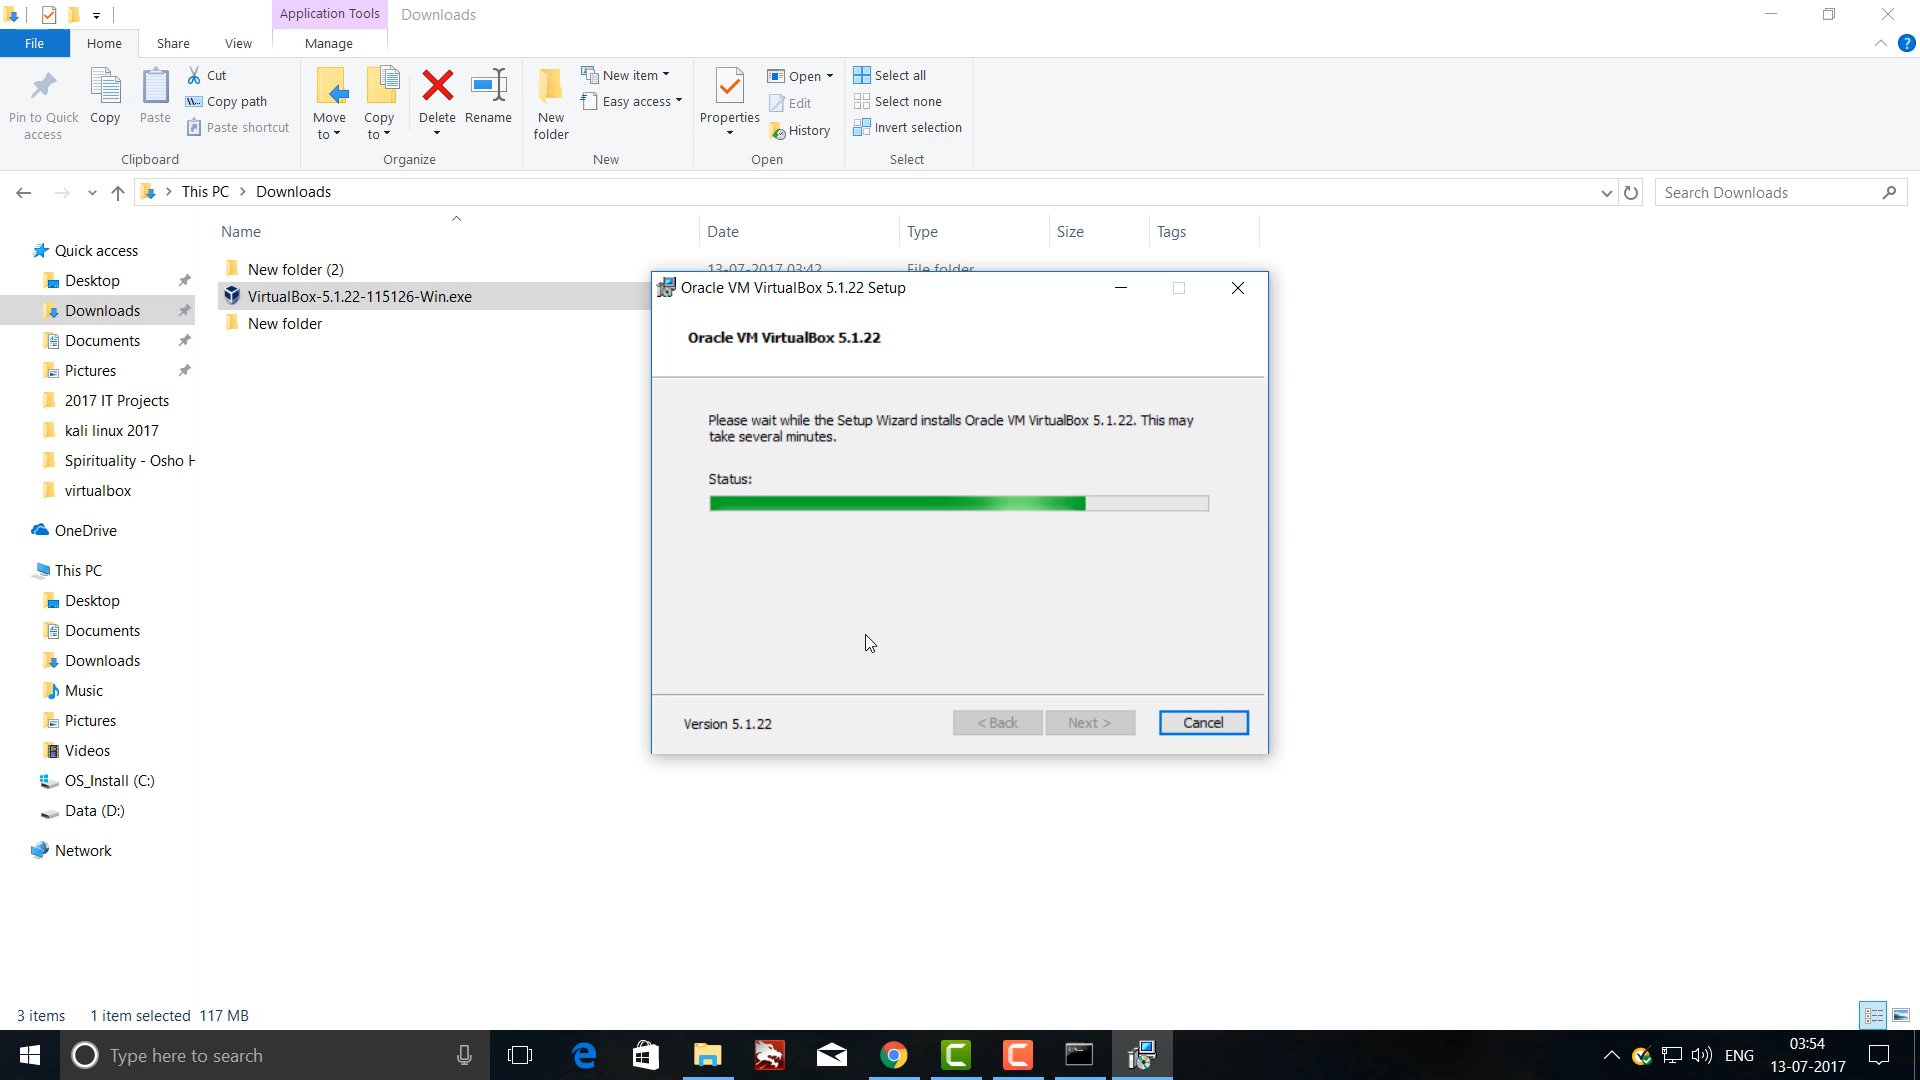 Application Tools
Downloads
File
Home
Share
View
Manage
Pin to Quick access
Copy
Paste
Cut
Copy path
Paste shortcut
Clipboard
Move to
Copy to
Delete
Rename
Organize
New folder
New item
Easy access
New
Properties
Open
Edit
History
Open
Select all
Select none
Invert selection
Select
This PC
Downloads
Search Downloads
Name
Date
Type
Size
Tags
New folder (2)
13-07-2017 03:42
File folder
VirtualBox-5.1.22-115126-Win.exe
New folder
Quick access
Desktop
Downloads
Documents
Pictures
2017 IT Projects
kali linux 2017
Spirituality - Osho H
virtualbox
OneDrive
This PC
Desktop
Documents
Downloads
Music
Pictures
Videos
OS_Install (C:)
Data (D:)
Network
Oracle VM VirtualBox 5.1.22 Setup
Oracle VM VirtualBox 5.1.22
Please wait while the Setup Wizard installs Oracle VM VirtualBox 5.1.22. This may
take several minutes.
Status:
Version 5.1.22
< Back
Next >
Cancel
3 items
1 item selected 117 MB
Type here to search
ENG
03:54
13-07-2017